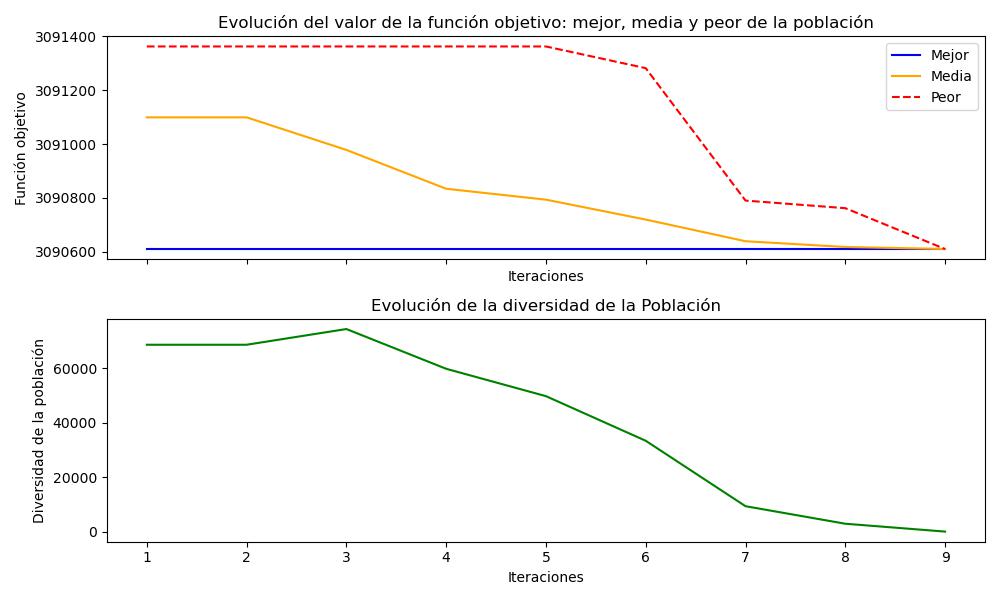 Evolución del valor de la función objetivo: mejor, media y peor de la población
3091400
3091200
3091000
3090800
3090600
Función objetivo
Mejor
Media
Peor
Iteraciones
Evolución de la diversidad de la Población
60000
40000
20000
0
Diversidad de la población
1 2 3 4 5 6 7 8 9
Iteraciones